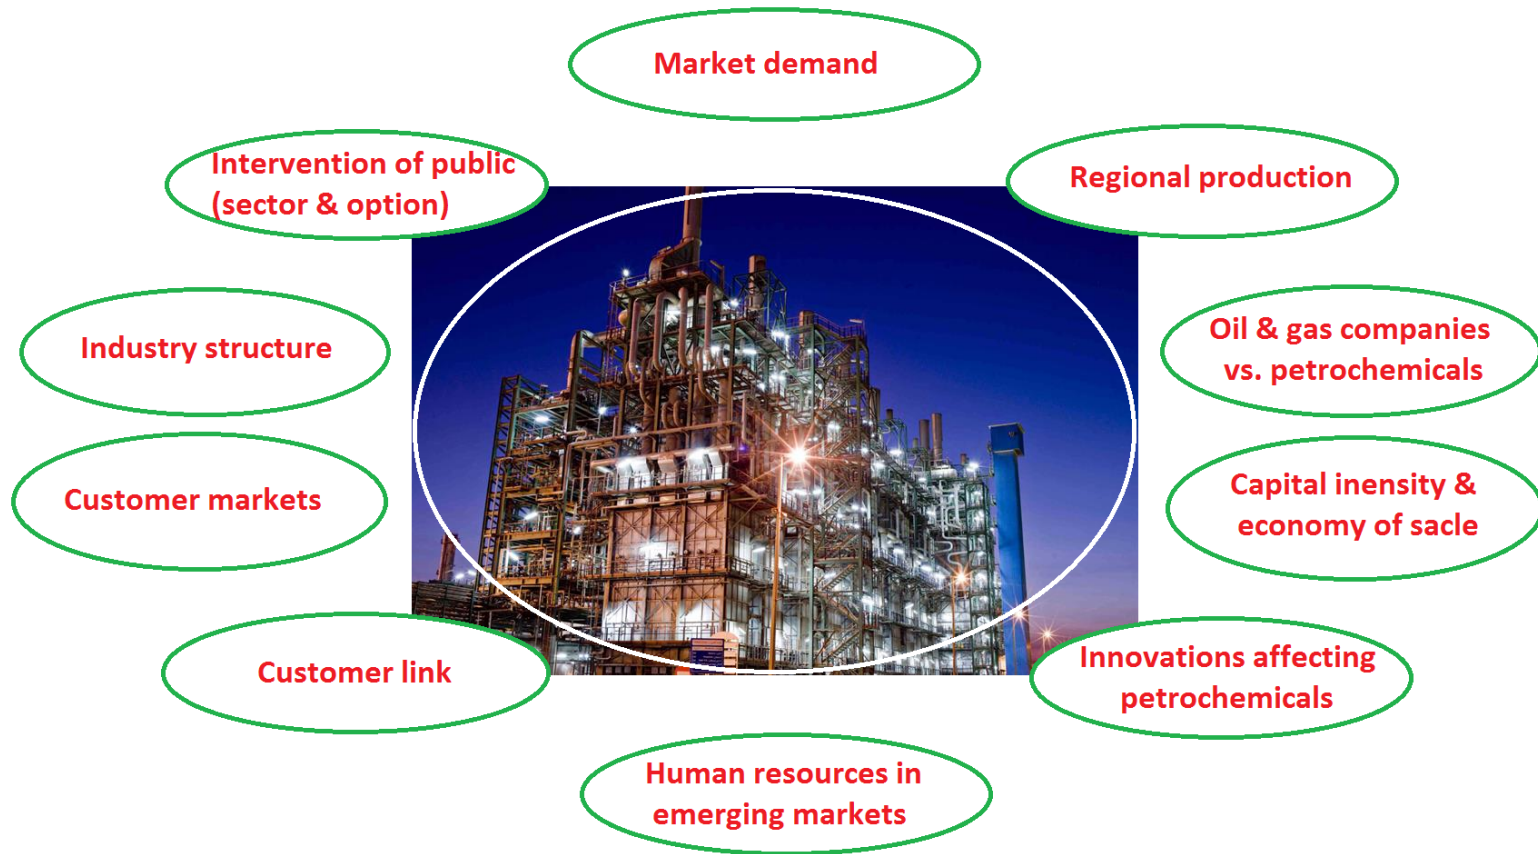 Market demand
Intervention of public
(sector & option)
Regional production
Industry structure
Oil & gas companies
vs. petrochemicals
Customer markets
Capital inensity &
economy of sacle
Customer link
Innovations affecting
petrochemicals
Human resources in
emerging markets